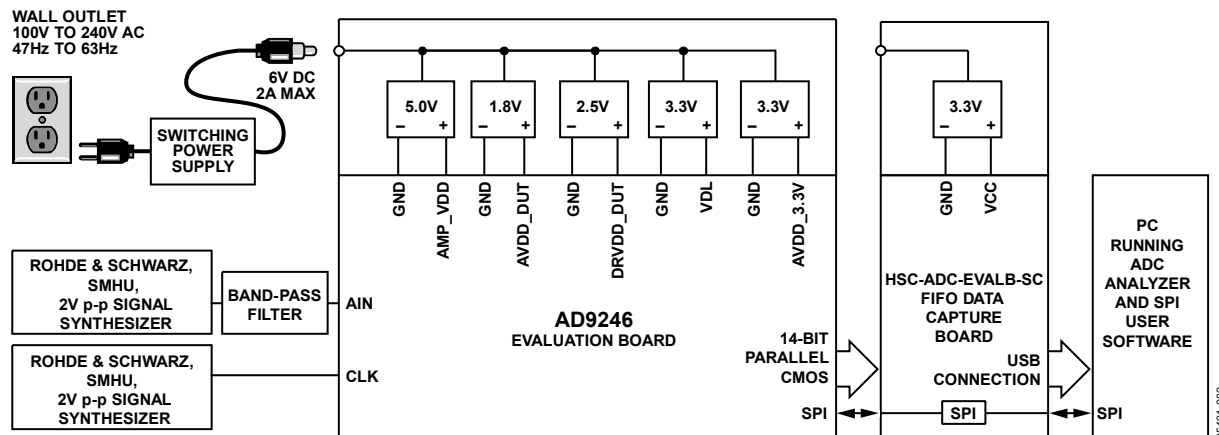 WALL OUTLET
100V TO 240V AC
47Hz TO 63Hz
6V DC
2A MAX
SWITCHING
POWER
SUPPLY
5.0V
1.8V
2.5V
3.3V
3.3V
3.3V
– +
– +
– +
– +
– +
– +
GND
AMP_VDD
GND
AVDD_DUT
GND
DRVDD_DUT
GND
VDL
GND
AVDD_3.3V
GND
VCC
ROHDE & SCHWARZ,
SMHU,
2V p-p SIGNAL
SYNTHESIZER
BAND-PASS
FILTER
AIN
ROHDE & SCHWARZ,
SMHU,
2V p-p SIGNAL
SYNTHESIZER
CLK
AD9246
EVALUATION BOARD
14-BIT
PARALLEL
CMOS
SPI
HSC-ADC-EVALB-SC
FIFO DATA
CAPTURE
BOARD
USB
CONNECTION
SPI
PC
RUNNING
ADC
ANALYZER
AND SPI
USER
SOFTWARE
SPI